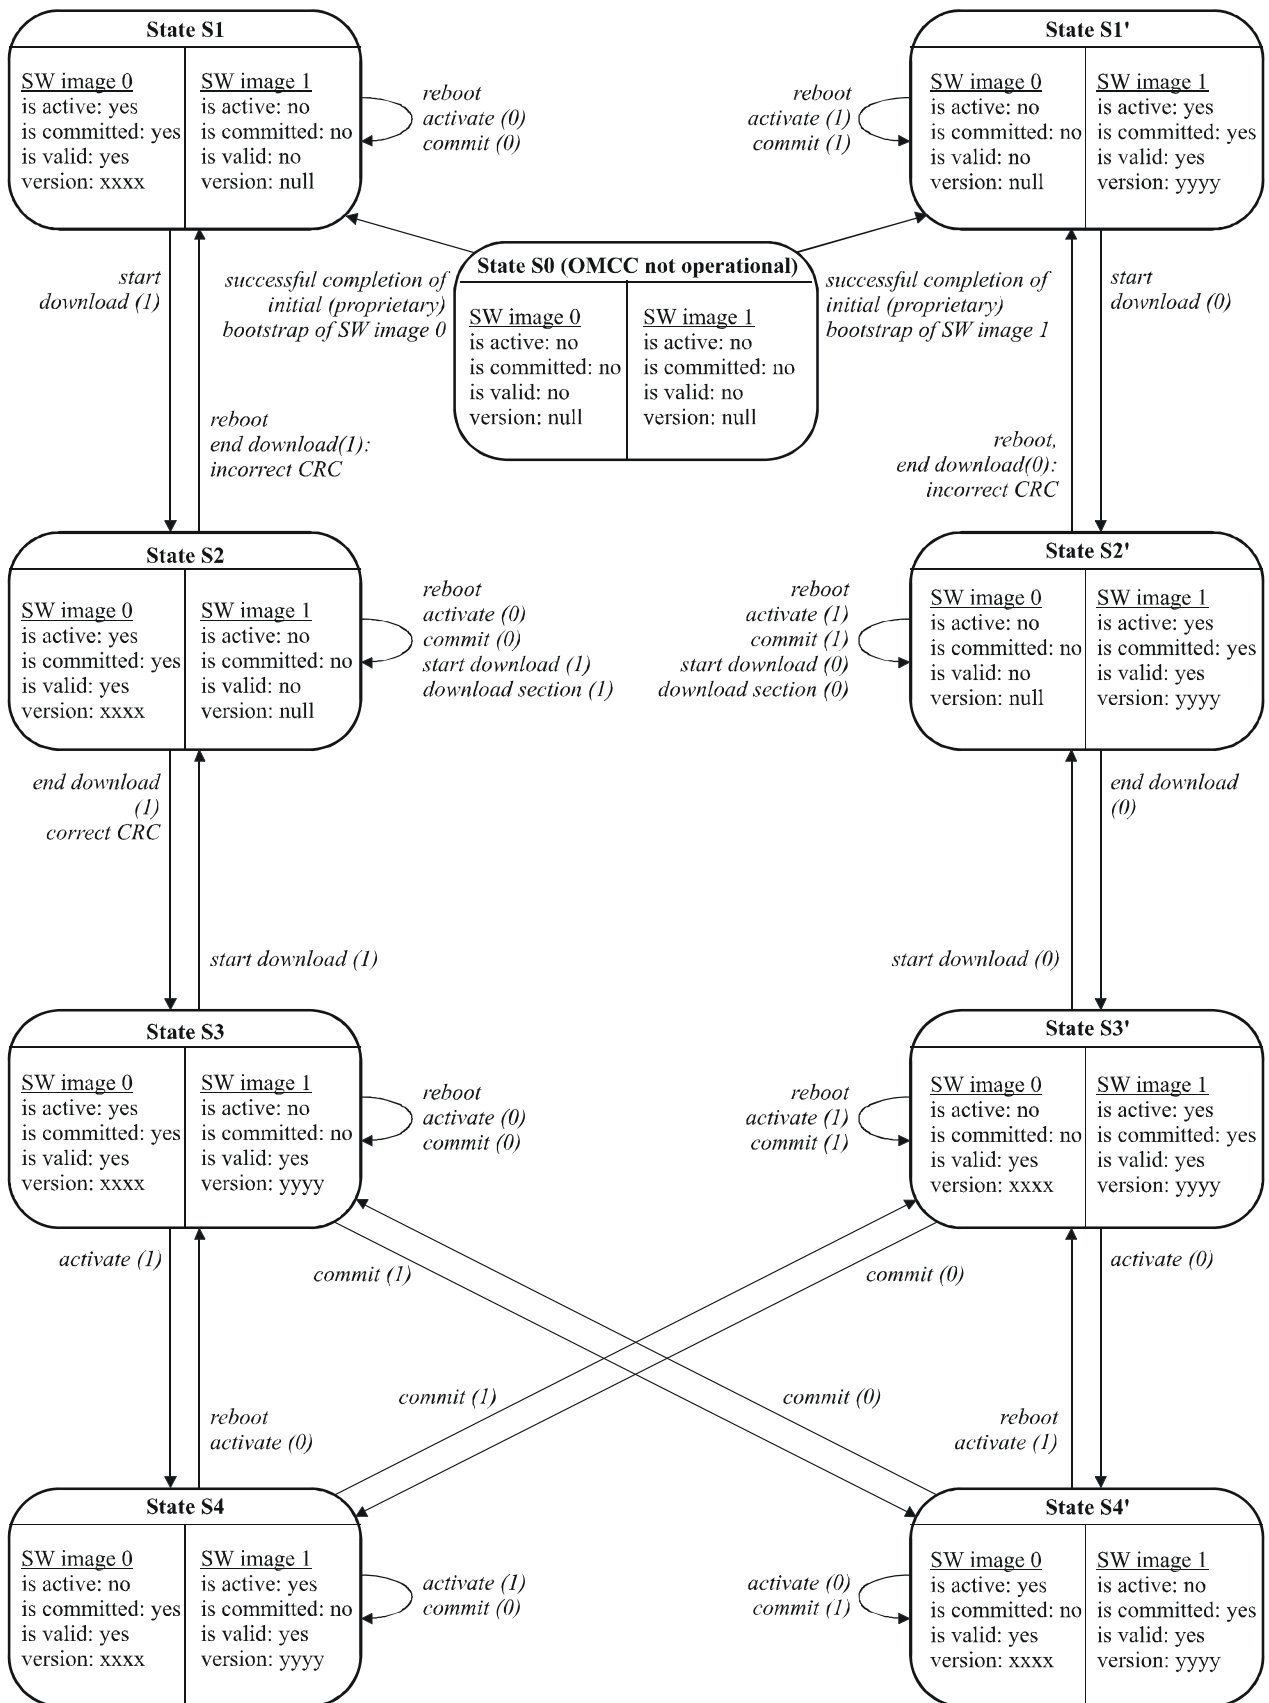 State S1
SW image 0
is active: yes
is committed: yes
is valid: yes
version: xxxx
SW image 1
is active: no
is committed: no
is valid: no
version: null
reboot
activate (0)
commit (0)
State S1'
SW image 0
is active: no
is committed: no
is valid: no
version: null
SW image 1
is active: yes
is committed: yes
is valid: yes
version: yyyy
reboot
activate (1)
commit (1)
start
download (1)
successful completion of
initial (proprietary)
bootstrap of SW image 0
State S0 (OMCC not operational)
SW image 0
is active: no
is committed: no
is valid: no
version: null
SW image 1
is active: no
is committed: no
is valid: no
version: null
successful completion of
initial (proprietary)
bootstrap of SW image 1
start
download (0)
reboot
end download(1):
incorrect CRC
reboot,
end download(0):
incorrect CRC
State S2
SW image 0
is active: yes
is committed: yes
is valid: yes
version: xxxx
SW image 1
is active: no
is committed: no
is valid: no
version: null
reboot
activate (0)
commit (0)
start download (1)
download section (1)
State S2'
SW image 0
is active: no
is committed: no
is valid: no
version: null
SW image 1
is active: yes
is committed: yes
is valid: yes
version: yyyy
reboot
activate (1)
commit (1)
start download (0)
download section (0)
end download
(1)
correct CRC
end download
(0)
start download (1)
start download (0)
State S3
SW image 0
is active: yes
is committed: yes
is valid: yes
version: xxxx
SW image 1
is active: no
is committed: no
is valid: yes
version: yyyy
reboot
activate (0)
commit (0)
State S3'
SW image 0
is active: no
is committed: no
is valid: yes
version: xxxx
SW image 1
is active: yes
is committed: yes
is valid: yes
version: yyyy
reboot
activate (1)
commit (1)
activate (1)
commit (1)
commit (0)
activate (0)
commit (1)
commit (0)
reboot
activate (0)
reboot
activate (1)
State S4
SW image 0
is active: no
is committed: yes
is valid: yes
version: xxxx
SW image 1
is active: yes
is committed: no
is valid: yes
version: yyyy
activate (1)
commit (0)
State S4'
SW image 0
is active: yes
is committed: no
is valid: yes
version: xxxx
SW image 1
is active: no
is committed: yes
is valid: yes
version: yyyy
activate (0)
commit (1)